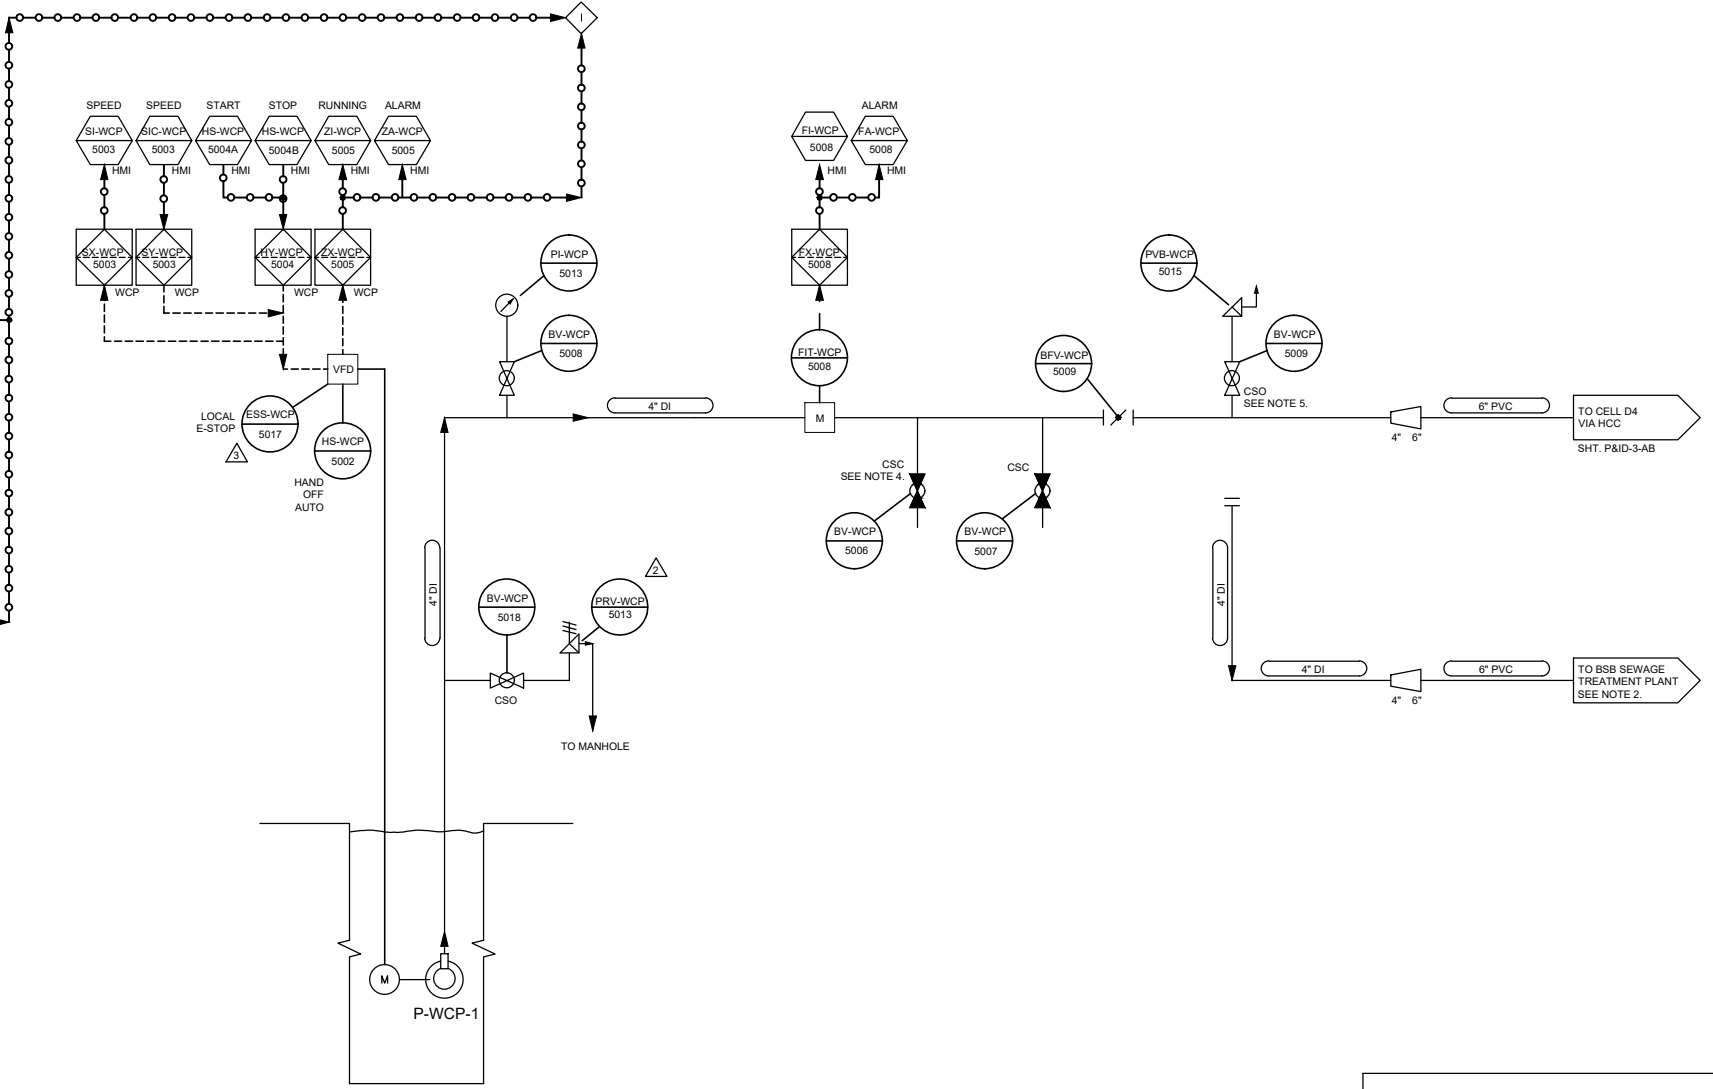 I
SPEED
SPEED
START
STOP
RUNNING
ALARM
SI-WCP
5003
HMI
SIC-WCP
5003
HMI
HS-WCP
5004A
HMI
HS-WCP
5004B
HMI
ZI-WCP
5005
HMI
ZA-WCP
5005
HMI
ALARM
FI-WCP
5008
HMI
FA-WCP
5008
HMI
SX-WCP
5003
WCP
SY-WCP
5003
WCP
HY-WCP
5004
WCP
ZX-WCP
5005
WCP
PI-WCP
5013
FX-WCP
5008
PVB-WCP
5015
BV-WCP
5008
FIT-WCP
5008
BFV-WCP
5009
BV-WCP
5009
CSO
SEE NOTE 5.
VFD
LOCAL
E-STOP
ESS-WCP
5017
3
HS-WCP
5002
HAND
OFF
AUTO
4" DI
M
6" PVC
4" 6"
TO CELL D4
VIA HCC
SHT. P&ID-3-AB
CSC
SEE NOTE 4.
CSC
BV-WCP
5006
BV-WCP
5007
4" DI
BV-WCP
5018
CSO
PRV-WCP
5013
2
TO MANHOLE
4" DI
4" DI
4" 6"
6" PVC
TO BSB SEWAGE
TREATMENT PLANT
SEE NOTE 2.
M
P-WCP-1